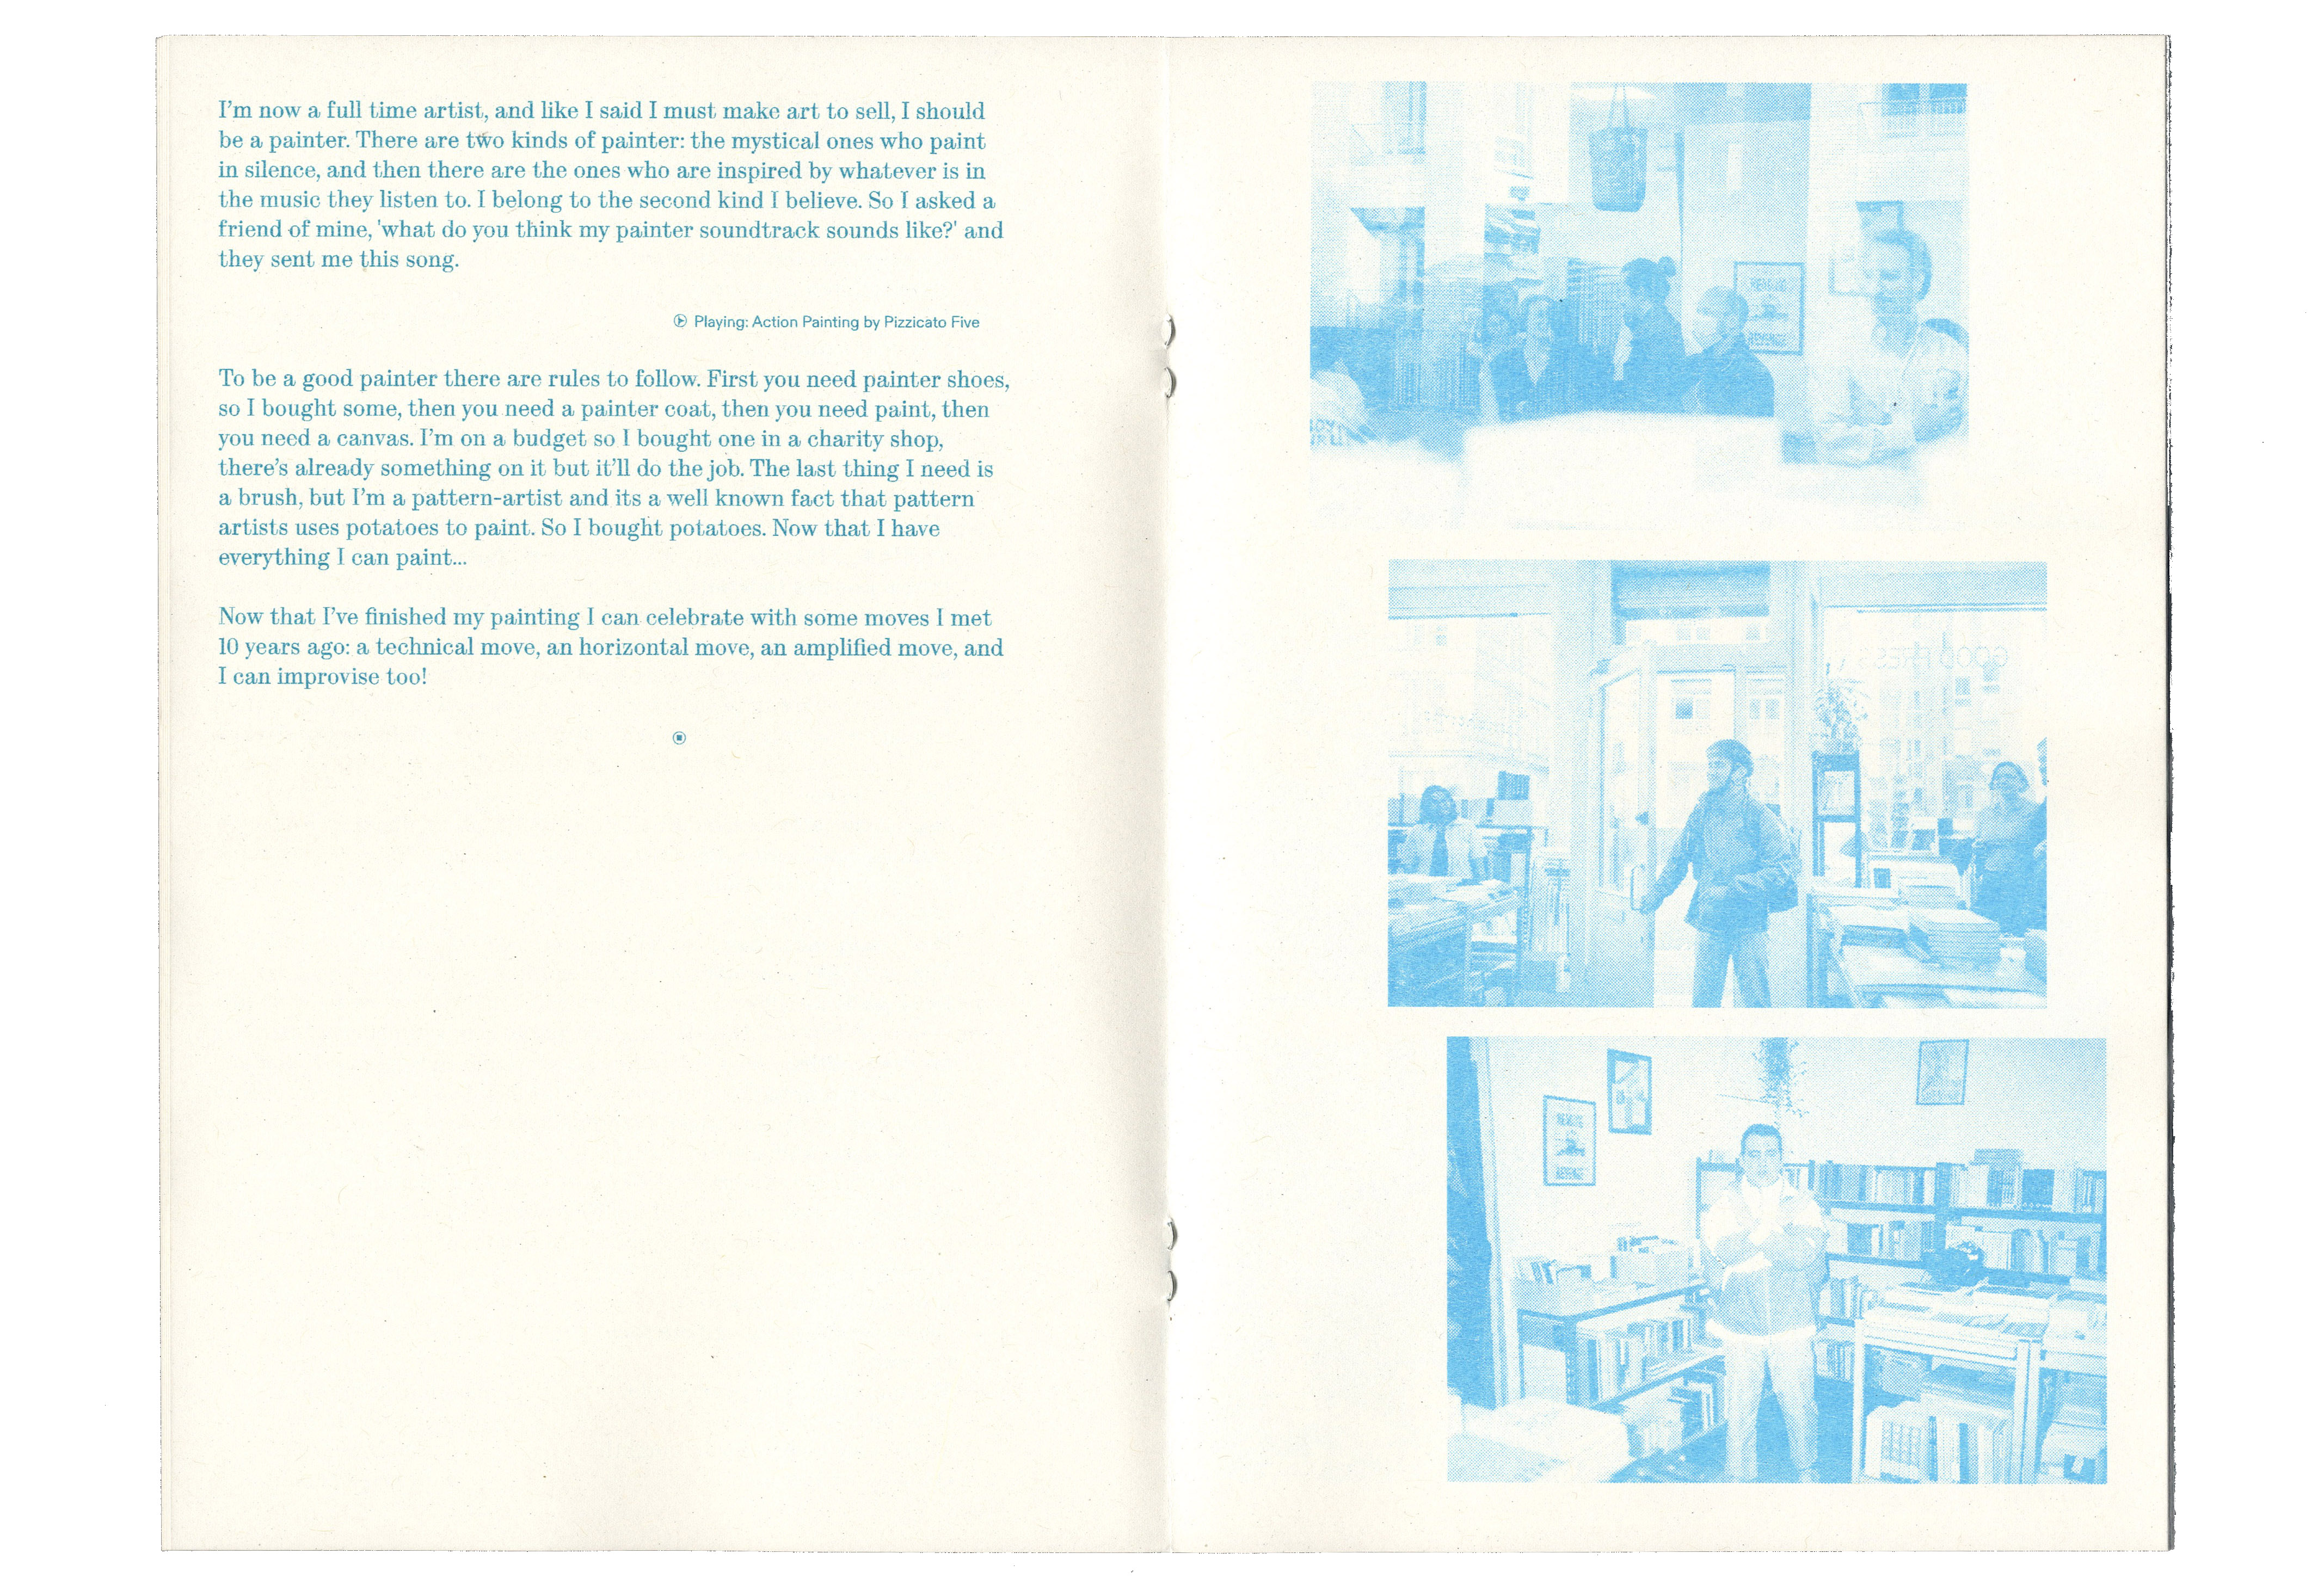 I'm now a full time artist, and like I said I must make art to sell, I should
be a painter. There are two kinds of painter: the mystical ones who paint
in silence, and then there are the ones who are inspired by whatever is in
the music they listen to. I belong to the second kind I believe. So I asked a
friend of mine, 'what do you think my painter soundtrack sounds like?' and
they sent me this song.
Playing: Action Painting by Pizzicato Five
To be a good painter there are rules to follow. First you need painter shoes,
so I bought some, then you need a painter coat, then you need paint, then
you need a canvas. I'm on a budget so I bought one in a charity shop,
there's already something on it but it'll do the job. The last thing I need is
a brush, but I'm a pattern-artist and its a well known fact that pattern
artists uses potatoes to paint. So I bought potatoes. Now that I have
everything I can paint...
Now that I've finished my painting I can celebrate with some moves I met
10 years ago: a technical move, an horizontal move, an amplified move, and
I can improvise too!
REVENGE
GOOD PRESS
REVENGE